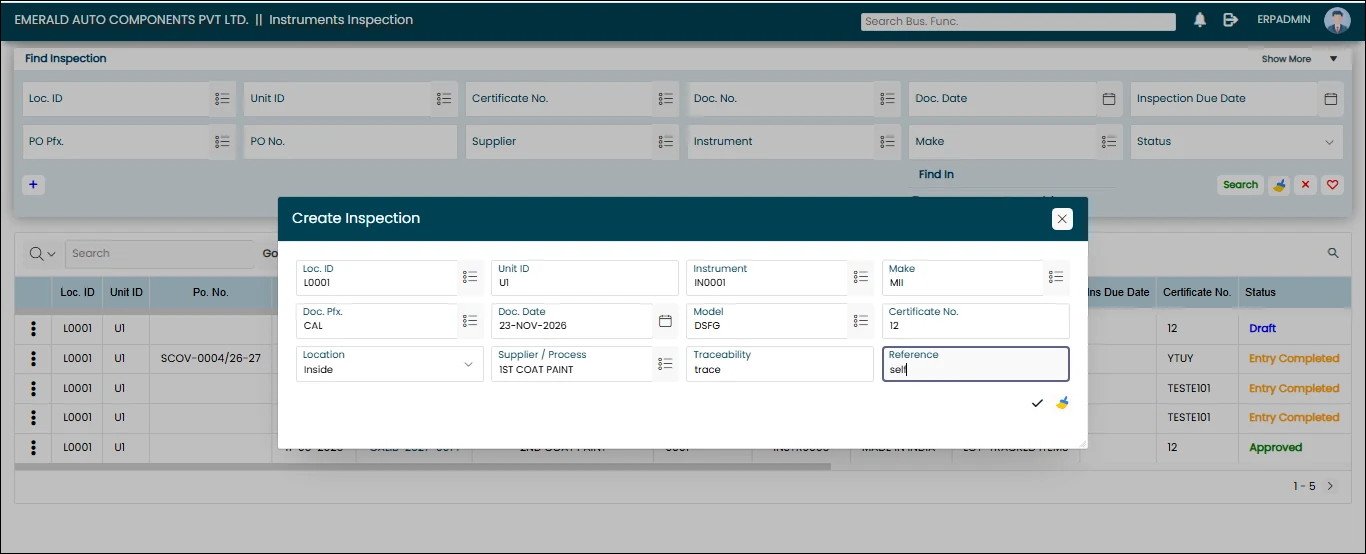 EMERALD AUTO COMPONENTS PVT LTD. || Instruments Inspection
Search Bus. Func.
ERPADMIN
Find Inspection
Show More
Loc. ID
Unit ID
Certificate No.
Doc. No.
Doc. Date
Inspection Due Date
PO Pfx.
PO No.
Supplier
Instrument
Make
Status
Find In
+
Search
Create Inspection
Loc. ID
L0001
Unit ID
U1
Instrument
IN0001
Make
MII
Doc. Pfx.
CAL
Doc. Date
23-NOV-2026
Model
DSFG
Certificate No.
12
Location
Inside
Supplier / Process
1ST COAT PAINT
Traceability
trace
Reference
self
Search
Go
Loc. ID Unit ID Po. No. Ins Due Date Certificate No. Status
L0001 U1 12 Draft
L0001 U1 SCOV-0004/26-27 YTUY Entry Completed
L0001 U1 TESTE101 Entry Completed
L0001 U1 TESTE101 Entry Completed
L0001 U1 2ND COAT PAINT MADE IN INDIA LOT TRACKED ITEMS 12 Approved
1 - 5